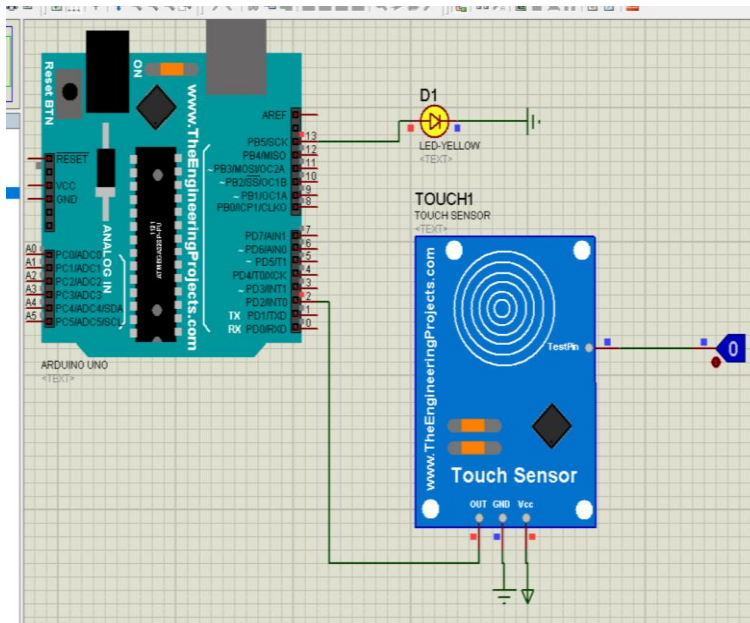 Reset BTN
ON
www.TheEngineeringProjects.com
ANALOG IN
ATMEGA328P-PU
1121
RESET
VCC
GND
A0 PC0/ADC0
A1 PC1/ADC1
A2 PC2/ADC2
A3 PC3/ADC3
A4 PC4/ADC4/SDA
A5 PC5/ADC5/SCL
AREF
PB5/SCK 13
PB4/MISO 12
~PB3/MOSI/OC2A 11
~PB2/SS/OC1B 10
~PB1/OC1A 9
PB0/ICP1/CLKO 8
PD7/AIN1 7
~PD6/AIN0 6
~PD5/T1 5
PD4/T0/XCK 4
~PD3/INT1 3
PD2/INT0 2
TX PD1/TXD 1
RX PD0/RXD 0
ARDUINO UNO
<TEXT>
D1
LED-YELLOW
<TEXT>
TOUCH1
TOUCH SENSOR
<TEXT>
www.TheEngineeringProjects.com
TestPin
0
Touch Sensor
OUT GND Vcc